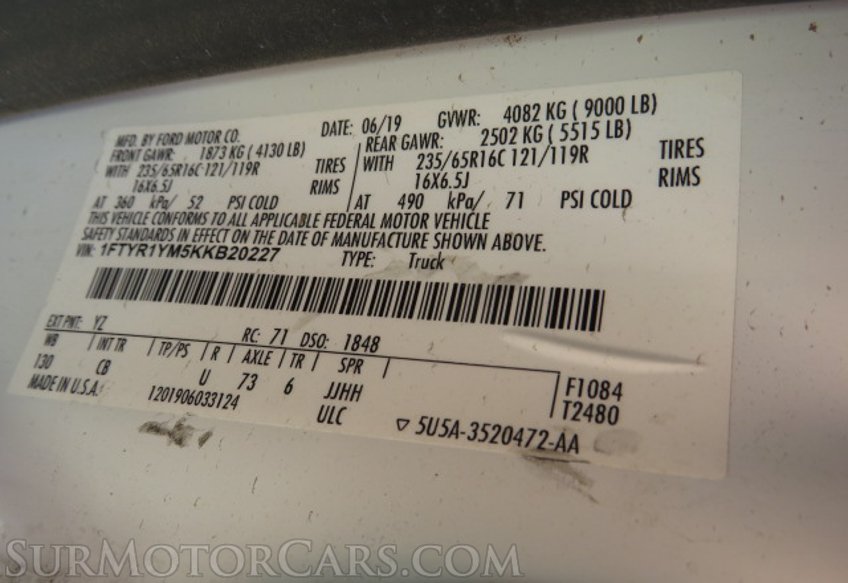 MFD. BY FORD MOTOR CO. DATE: 06/19 GVWR: 4082 KG ( 9000 LB)
FRONT GAWR: 1873 KG ( 4130 LB) REAR GAWR: 2502 KG ( 5515 LB)
WITH 235/65R16C 121/119R TIRES WITH 235/65R16C 121/119R TIRES
16X6.5J RIMS 16X6.5J RIMS
AT 360 kPa/ 52 PSI COLD AT 490 kPa/ 71 PSI COLD
THIS VEHICLE CONFORMS TO ALL APPLICABLE FEDERAL MOTOR VEHICLE
SAFETY STANDARDS IN EFFECT ON THE DATE OF MANUFACTURE SHOWN ABOVE.
VIN: 1FTYR1YM5KKB20227 TYPE: Truck
EXT PNT: YZ RC: 71 DSO: 1848
WB INT TR TP/PS R AXLE TR SPR F1084
130 CB U 73 6 JJHH T2480
MADE IN U.S.A. 1201906033124 ULC ▽ 5U5A-3520472-AA
SURMOTORCARS.COM